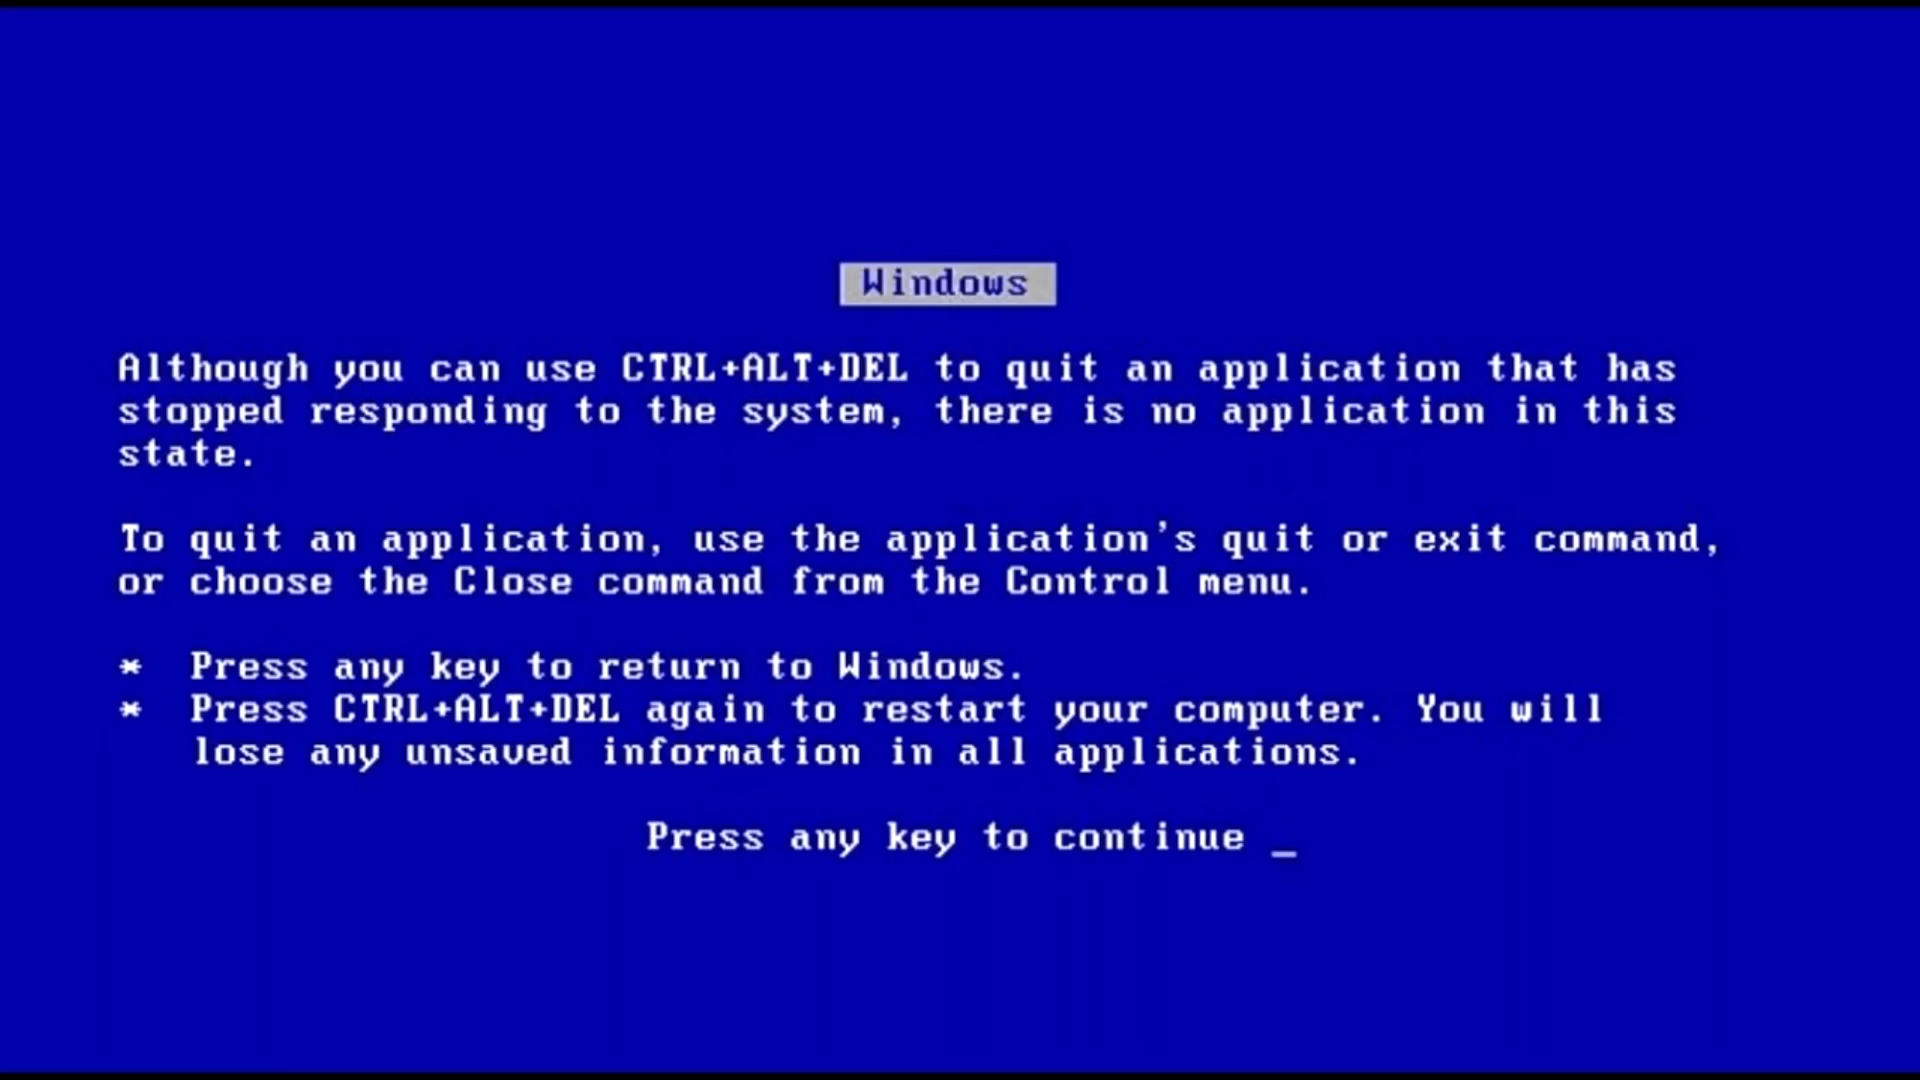 Windows
Although you can use CTRL+ALT+DEL to quit an application that has
stopped responding to the system, there is no application in this
state.
To quit an application, use the application's quit or exit command,
or choose the Close command from the Control menu.
* Press any key to return to Windows.
* Press CTRL+ALT+DEL again to restart your computer. You will
lose any unsaved information in all applications.
Press any key to continue _